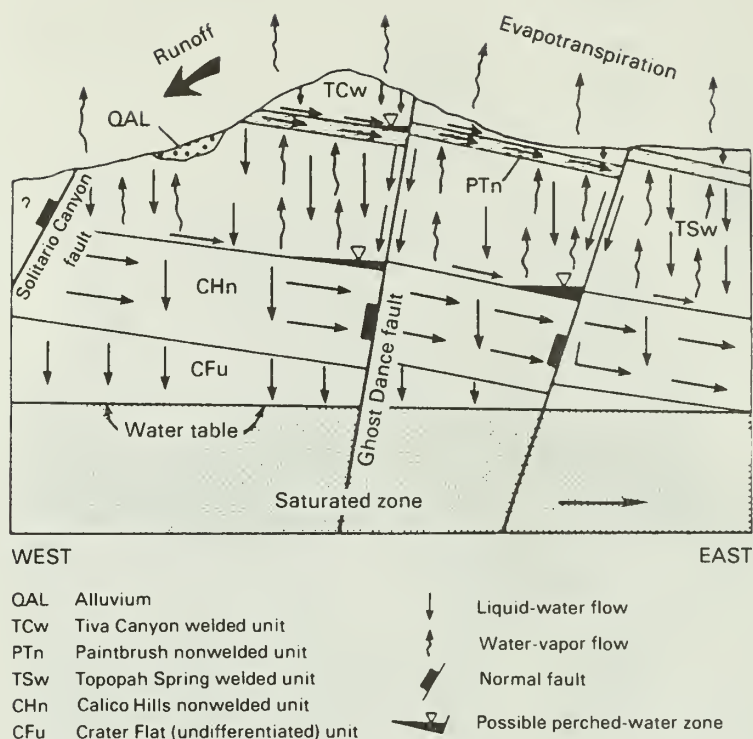 Runoff
Evapotranspiration
TCw
QAL
PTn
?
Solitario Canyon
fault
TSw
CHn
CFu
Ghost Dance fault
Water table
Saturated zone
WEST
EAST
QAL Alluvium
TCw Tiva Canyon welded unit
PTn Paintbrush nonwelded unit
TSw Topopah Spring welded unit
CHn Calico Hills nonwelded unit
CFu Crater Flat (undifferentiated) unit
Liquid-water flow
Water-vapor flow
Normal fault
Possible perched-water zone